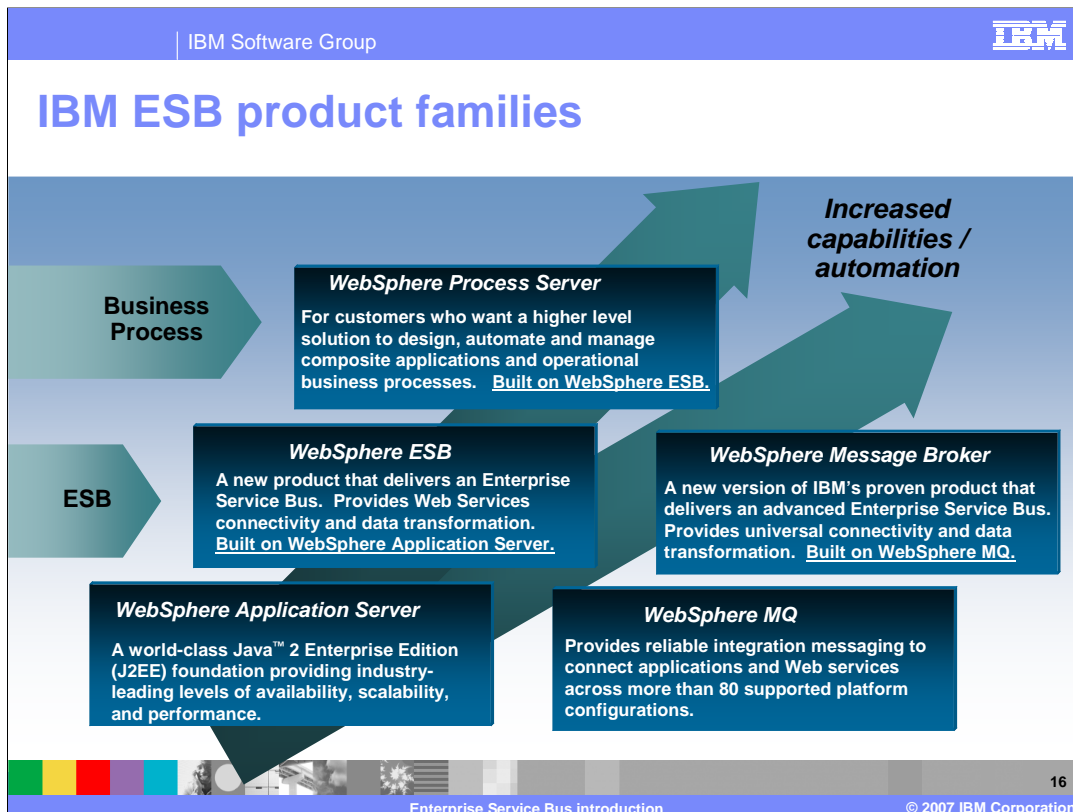 IBM Software Group
IBM
IBM ESB product families
Increased
capabilities /
automation
Business
Process
WebSphere Process Server
For customers who want a higher level
solution to design, automate and manage
composite applications and operational
business processes. Built on WebSphere ESB.
ESB
WebSphere ESB
A new product that delivers an Enterprise
Service Bus. Provides Web Services
connectivity and data transformation.
Built on WebSphere Application Server.
WebSphere Message Broker
A new version of IBM's proven product that
delivers an advanced Enterprise Service Bus.
Provides universal connectivity and data
transformation. Built on WebSphere MQ.
WebSphere Application Server
A world-class Java™ 2 Enterprise Edition
(J2EE) foundation providing industry-
leading levels of availability, scalability,
and performance.
WebSphere MQ
Provides reliable integration messaging to
connect applications and Web services
across more than 80 supported platform
configurations.
16
Enterprise Service Bus introduction
© 2007 IBM Corporation